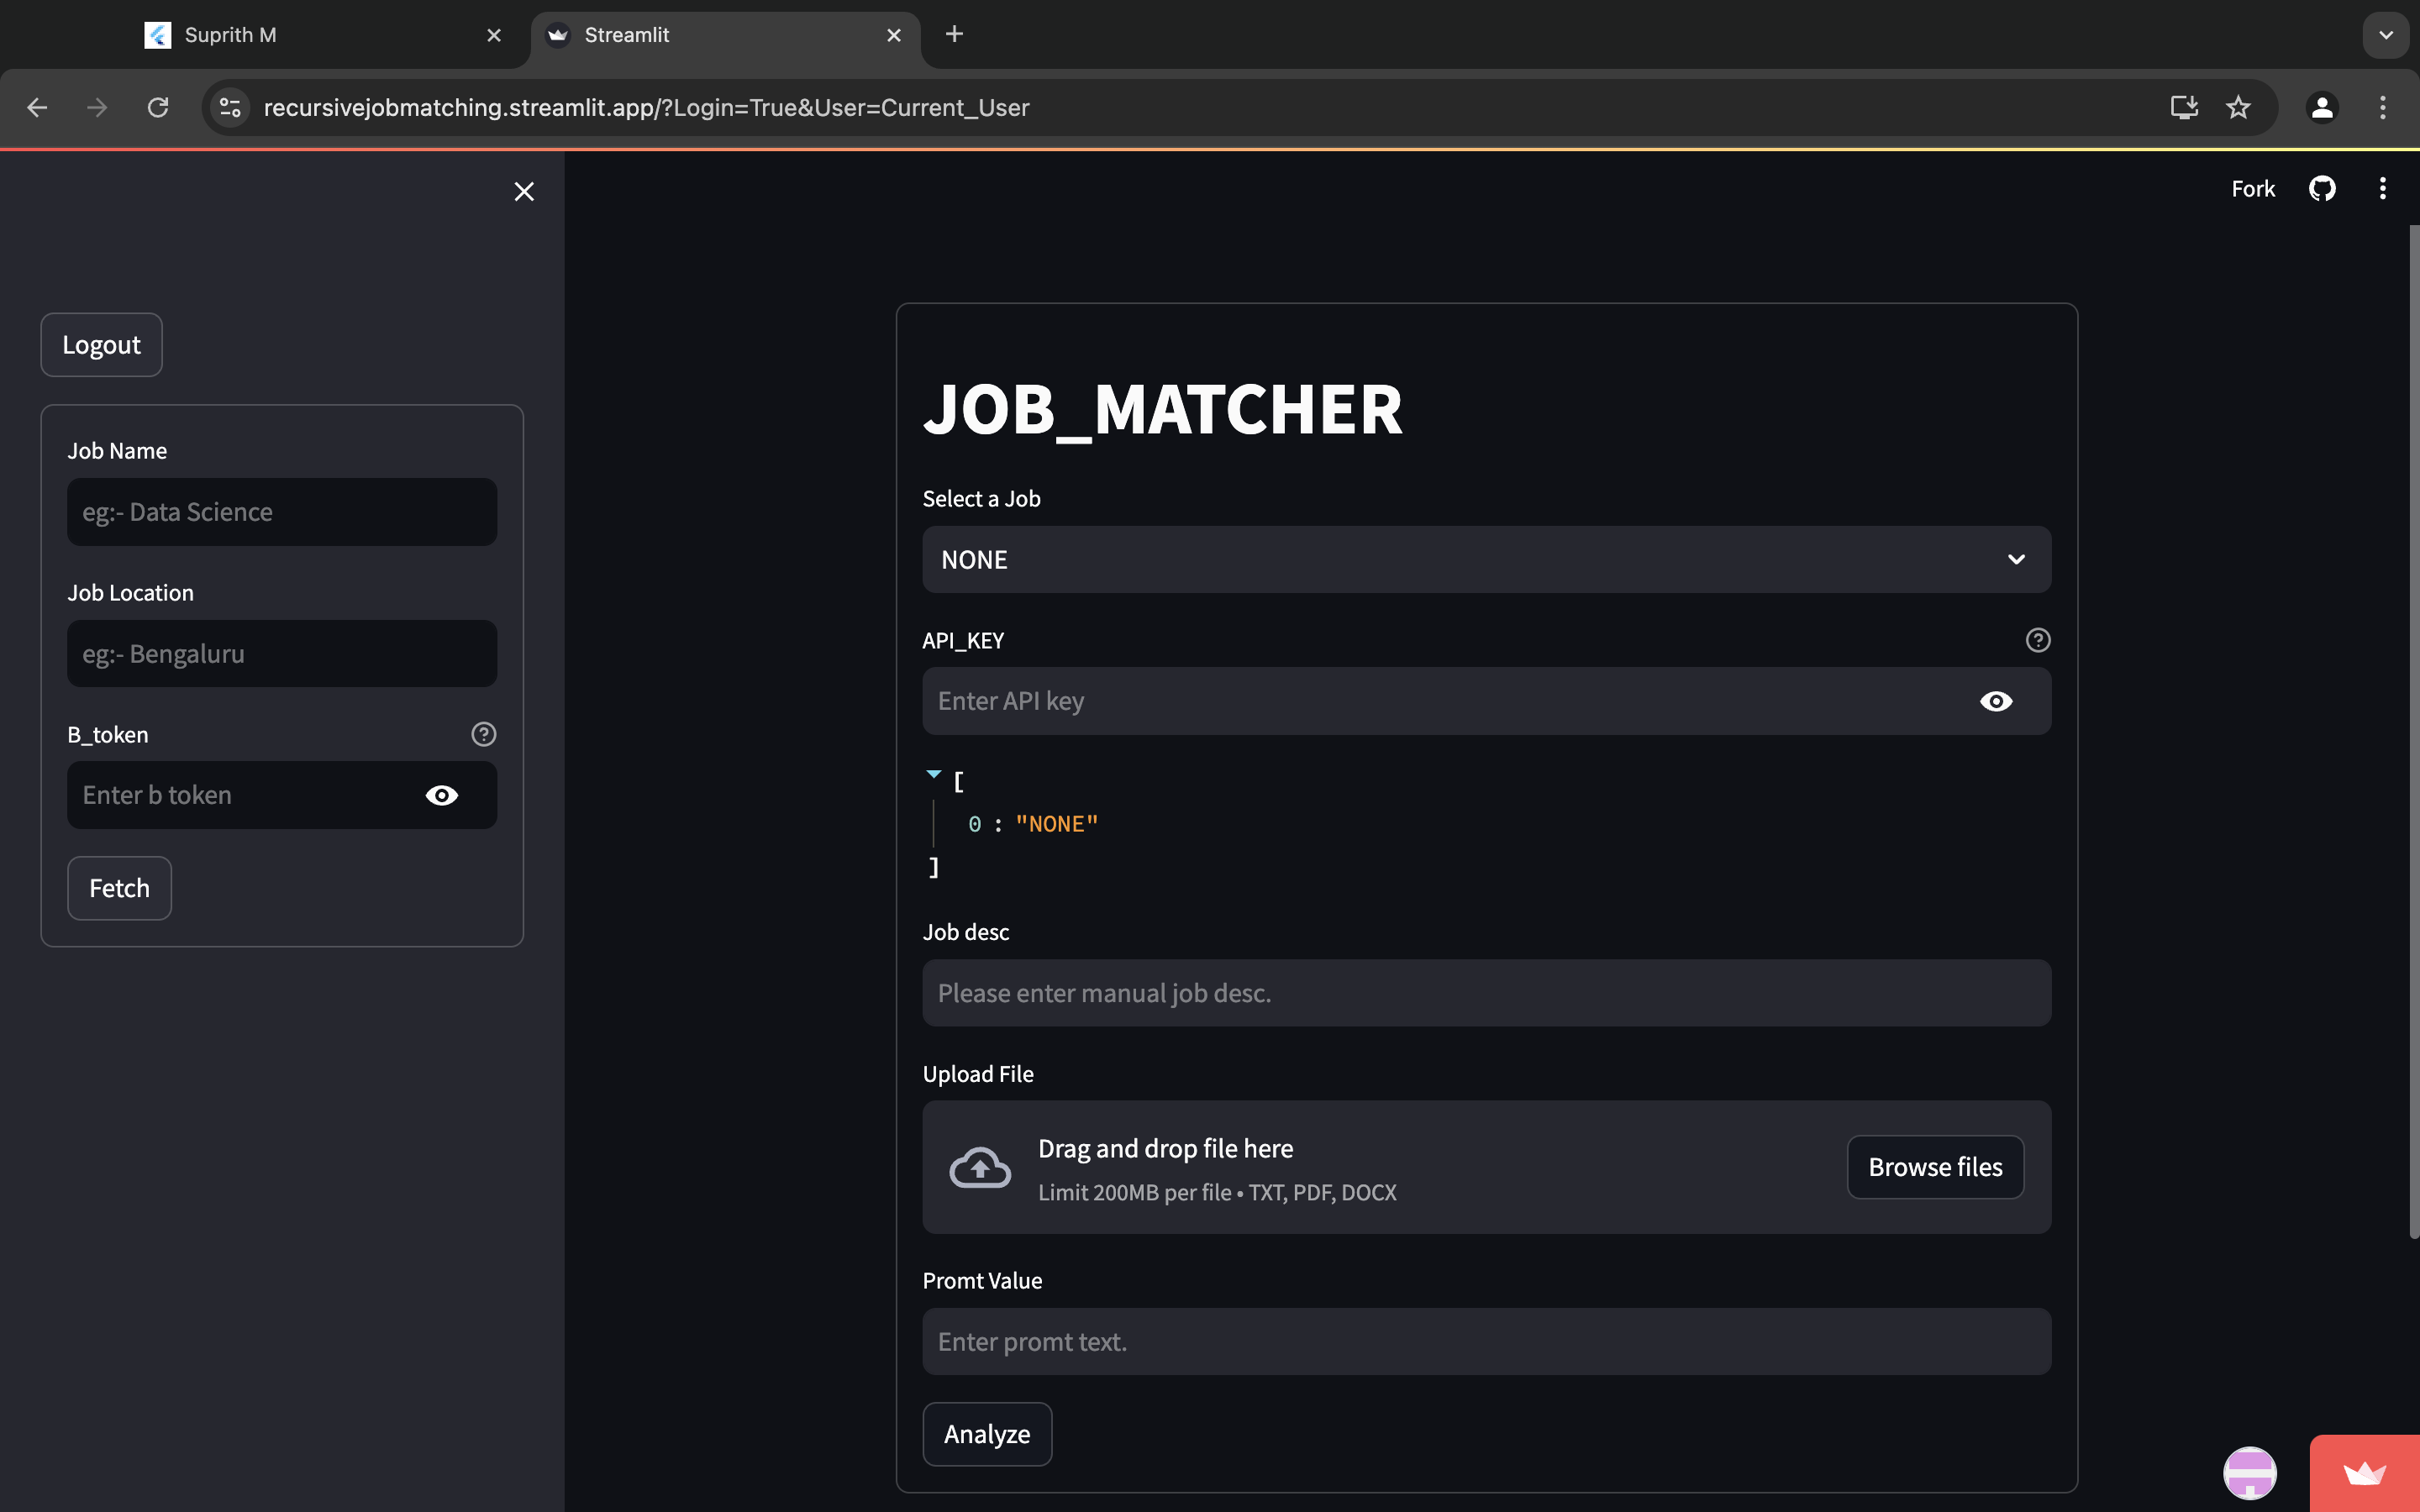 Suprith M
Streamlit
recursivejobmatching.streamlit.app/?Login=True&User=Current_User
Fork
Logout
Job Name
eg:- Data Science
Job Location
eg:- Bengaluru
B_token
Enter b token
Fetch
JOB_MATCHER
Select a Job
NONE
API_KEY
Enter API key
[
0 : "NONE"
]
Job desc
Please enter manual job desc.
Upload File
Drag and drop file here
Limit 200MB per file • TXT, PDF, DOCX
Browse files
Promt Value
Enter promt text.
Analyze